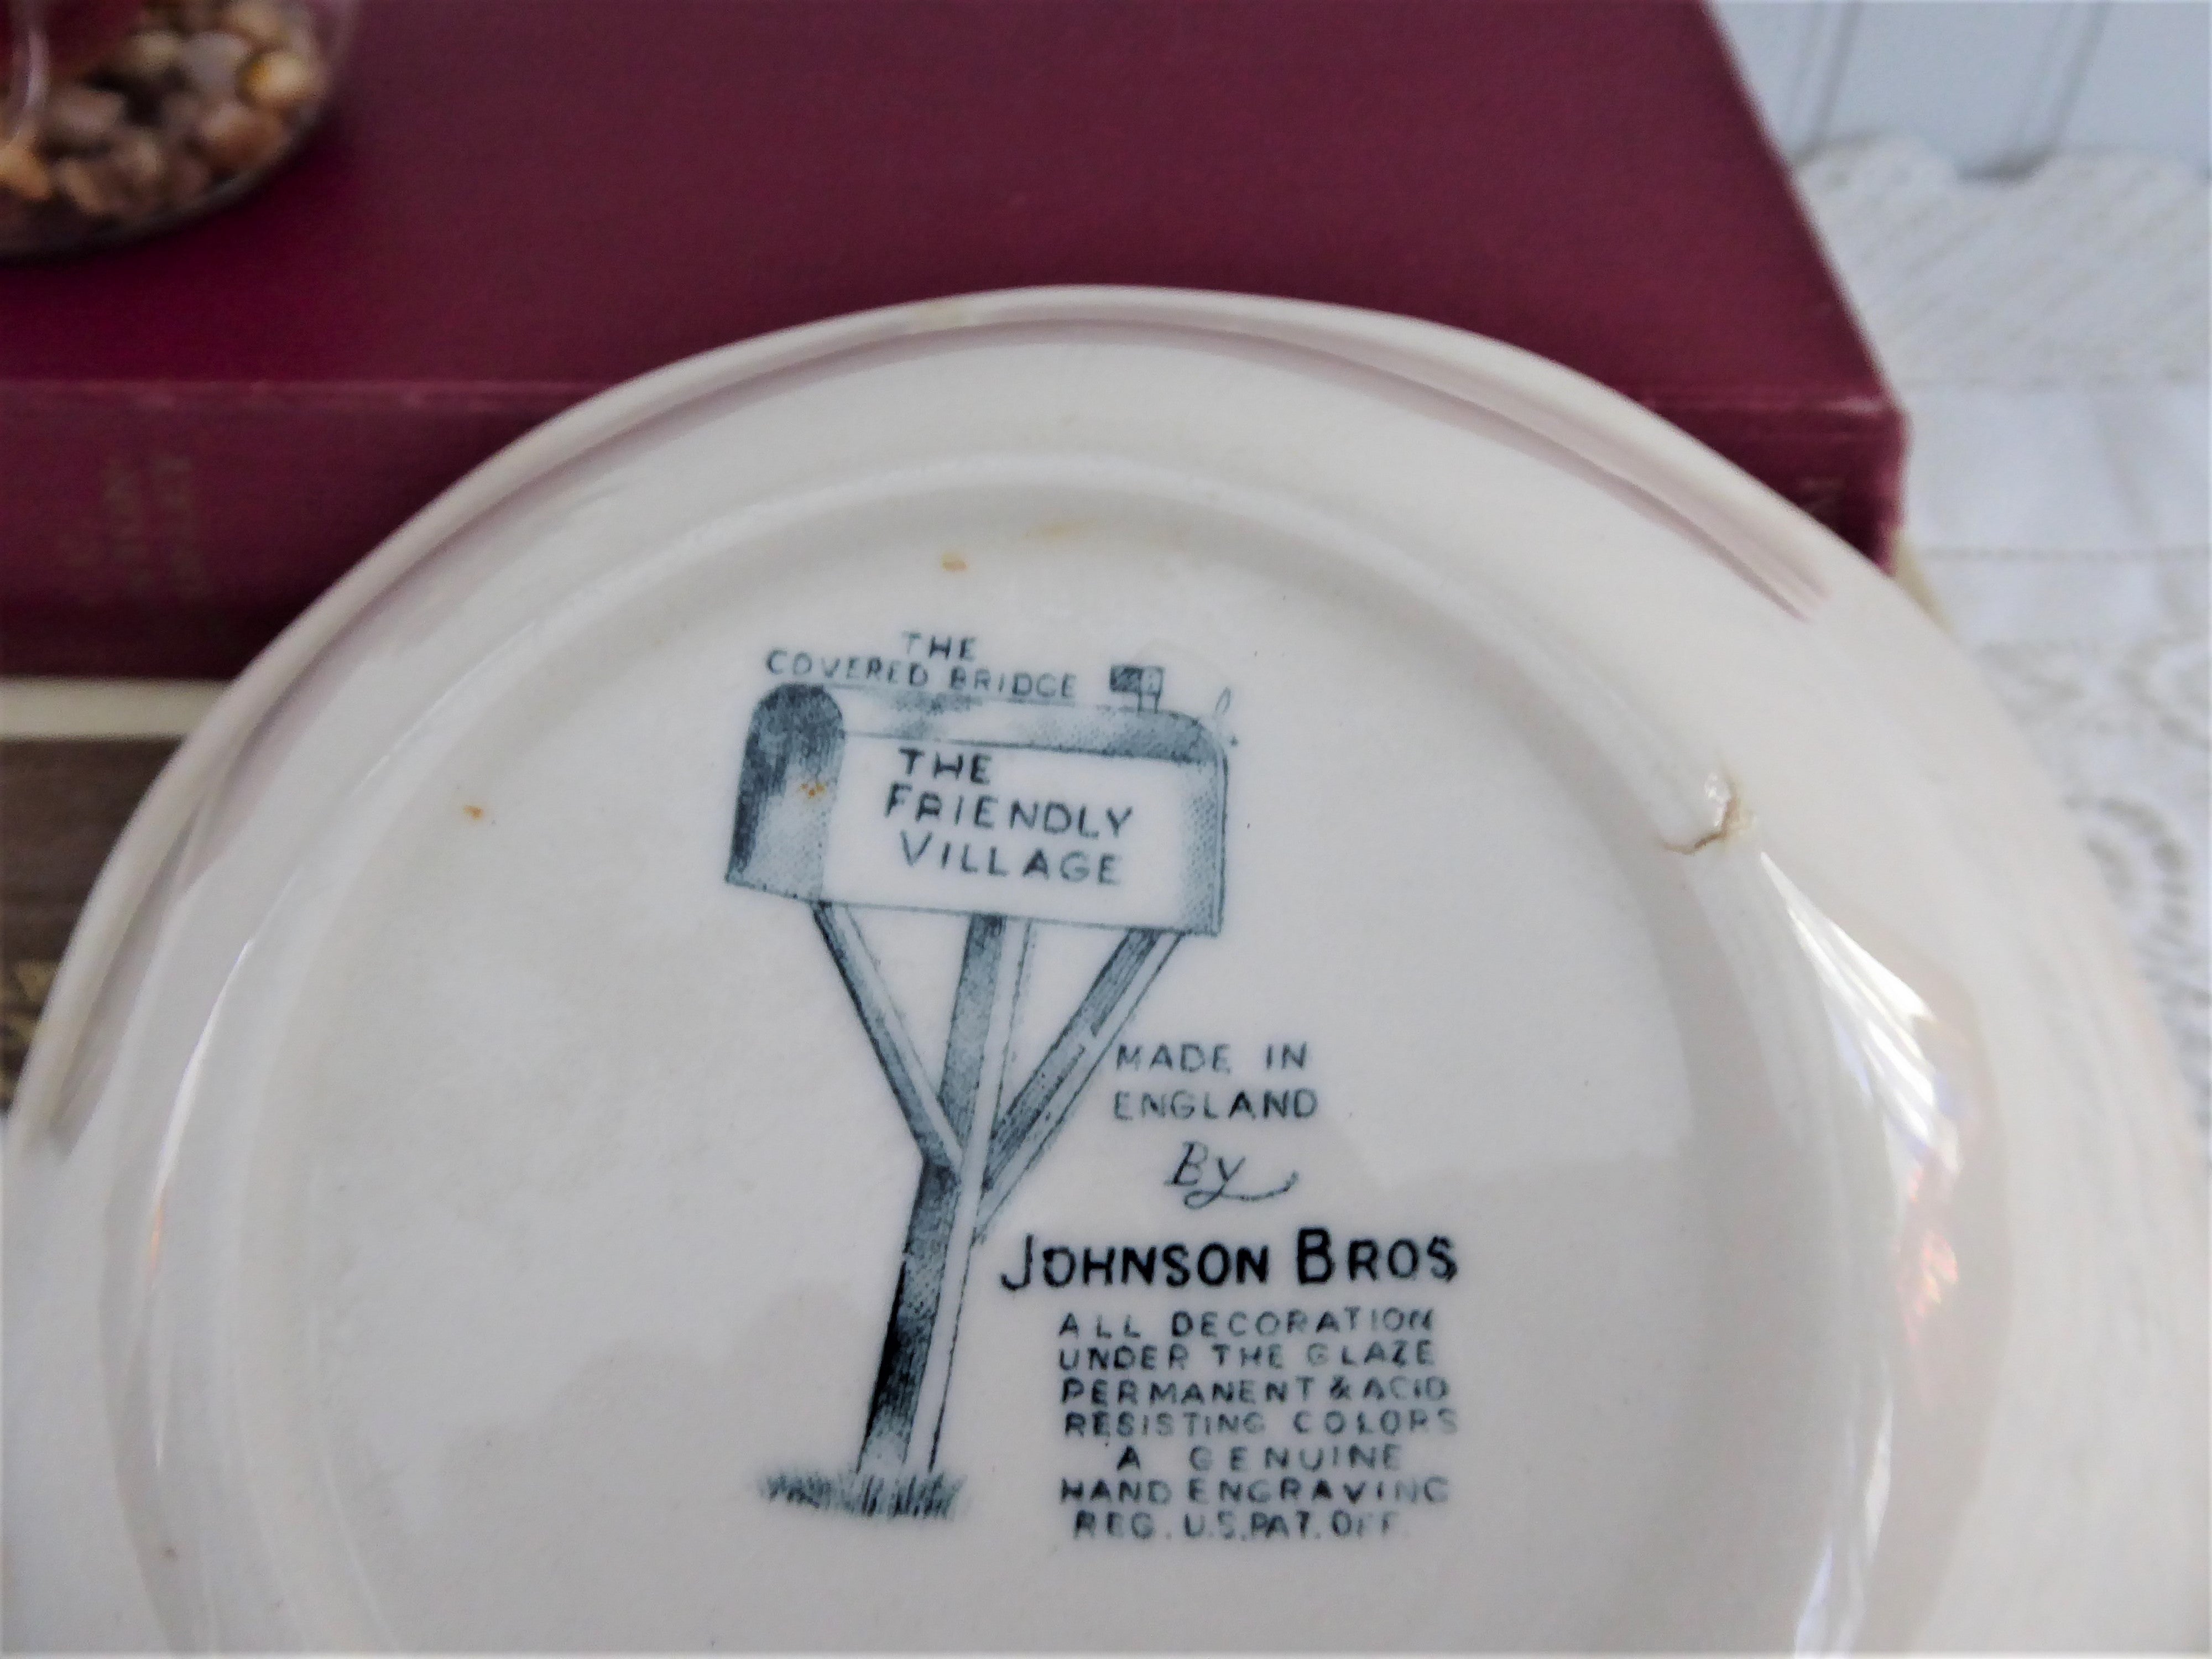 THE
COVERED BRIDGE
THE
FRIENDLY
VILLAGE
MADE IN
ENGLAND
By
JOHNSON BROS
ALL DECORATION
UNDER THE GLAZE
PERMANENT & ACID
RESISTING COLORS
A GENUINE
HAND ENGRAVING
REG. U.S. PAT. OFF.